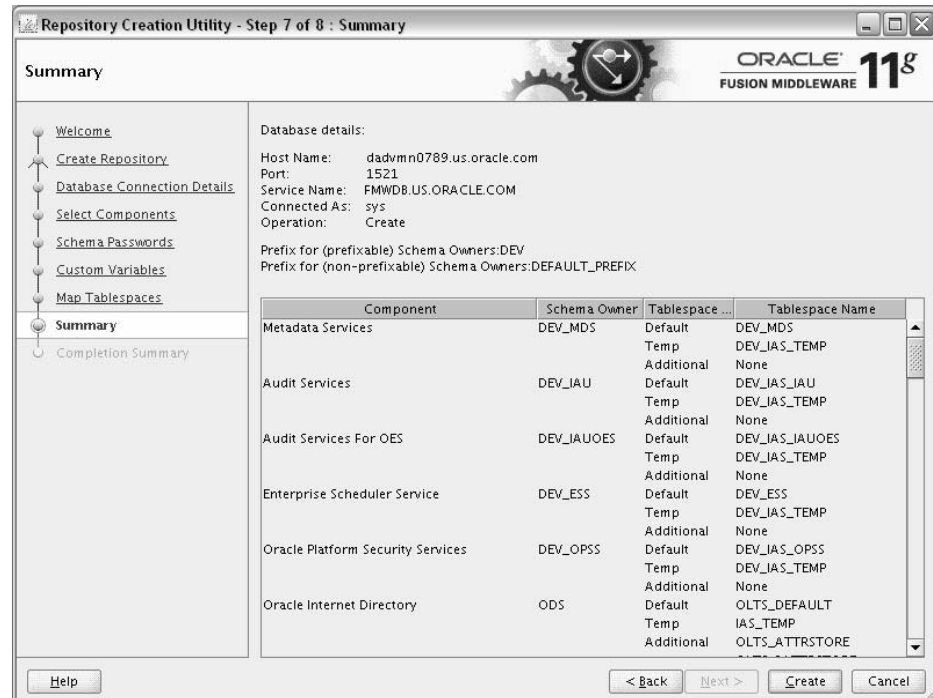 Repository Creation Utility - Step 7 of 8 : Summary
Summary
ORACLE
FUSION MIDDLEWARE
11g
Welcome
Create Repository
Database Connection Details
Select Components
Schema Passwords
Custom Variables
Map Tablespaces
Summary
Completion Summary
Database details:
Host Name: dadvmn0789.us.oracle.com
Port: 1521
Service Name: FMWDB.US.ORACLE.COM
Connected As: sys
Operation: Create
Prefix for (prefixable) Schema Owners:DEV
Prefix for (non-prefixable) Schema Owners:DEFAULT_PREFIX
Component Schema Owner Tablespace ... Tablespace Name
Metadata Services DEV_MDS Default DEV_MDS
Temp DEV_IAS_TEMP
Additional None
Audit Services DEV_IAU Default DEV_IAS_IAU
Temp DEV_IAS_TEMP
Additional None
Audit Services For OES DEV_IAUOES Default DEV_IAS_IAUOES
Temp DEV_IAS_TEMP
Additional None
Enterprise Scheduler Service DEV_ESS Default DEV_ESS
Temp DEV_IAS_TEMP
Additional None
Oracle Platform Security Services DEV_OPSS Default DEV_IAS_OPSS
Temp DEV_IAS_TEMP
Additional None
Oracle Internet Directory ODS Default OLTS_DEFAULT
Temp IAS_TEMP
Additional OLTS_ATTRSTORE
Help < Back Next > Create Cancel